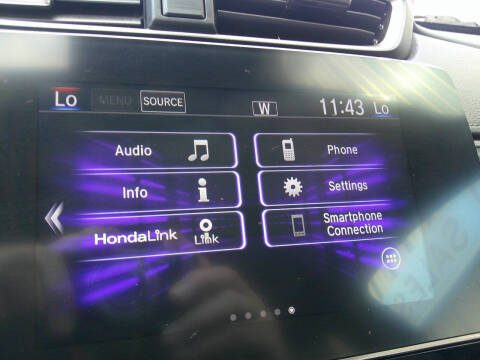 Lo MENU SOURCE W 11:43 Lo
Audio Phone
Info Settings
HondaLink Link Smartphone
Connection